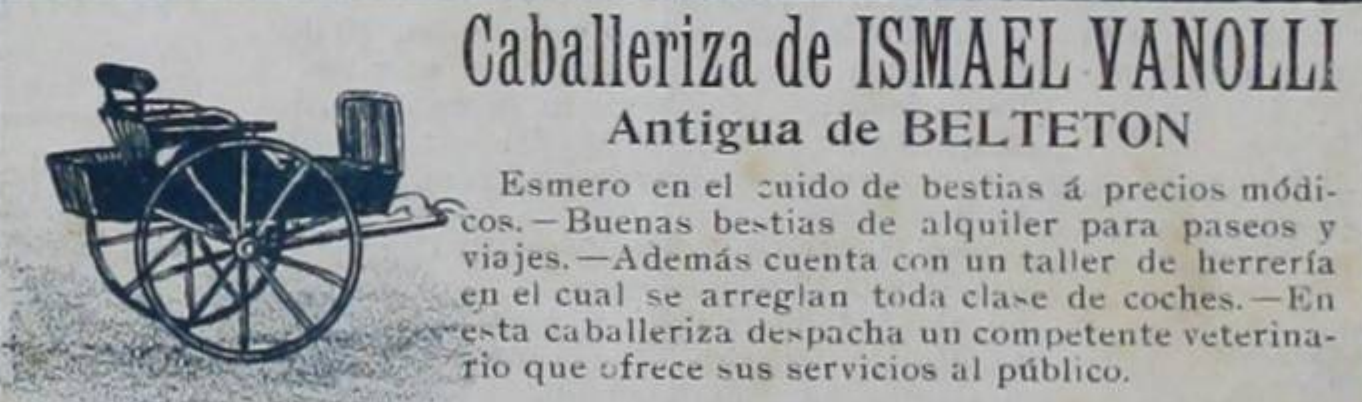 Caballeriza de ISMAEL VANOLLI
Antigua de BELTETON
Esmero en el cuido de bestias á precios módi-
cos.—Buenas bestias de alquiler para paseos y
viajes.—Además cuenta con un taller de herrería
en el cual se arreglan toda clase de coches.—En
esta caballeriza despacha un competente veterina-
rio que ofrece sus servicios al público.